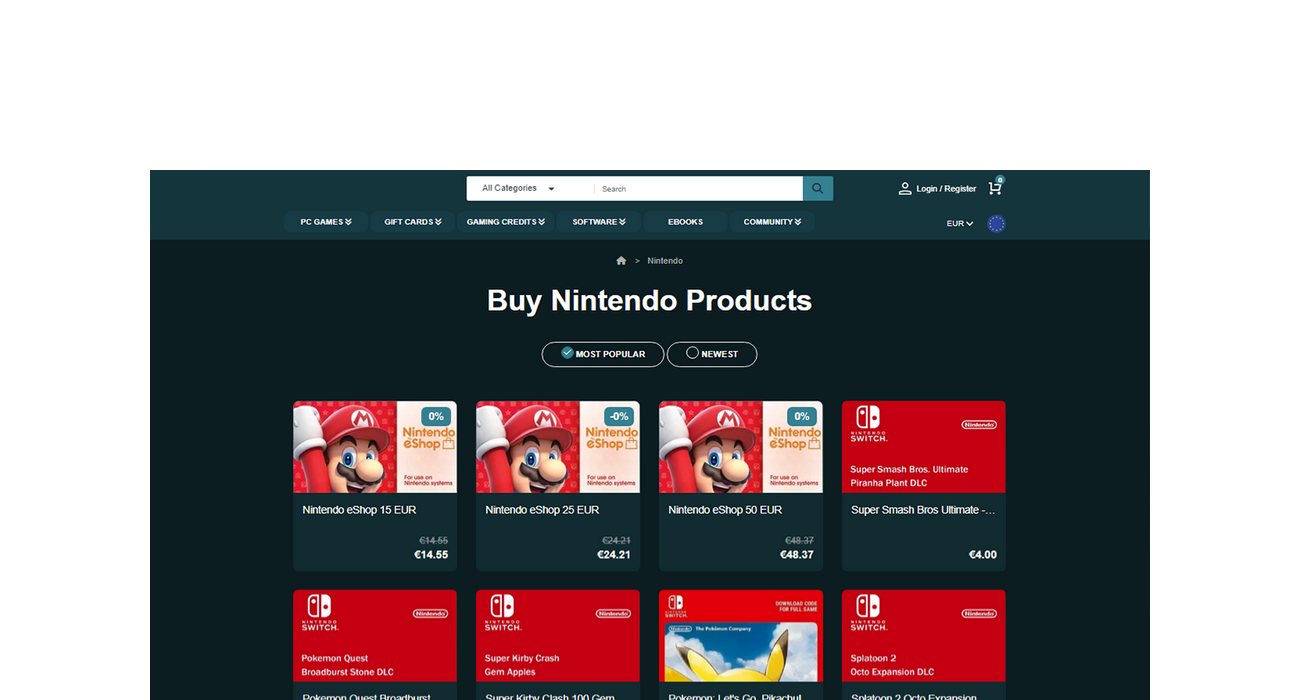 All Categories
Search
Login / Register
0
PC GAMES
GIFT CARDS
GAMING CREDITS
SOFTWARE
EBOOKS
COMMUNITY
EUR
> Nintendo
Buy Nintendo Products
MOST POPULAR
NEWEST
0%
Nintendo
eShop
For use on
Nintendo systems
Nintendo eShop 15 EUR
€14.55
€14.55
-0%
Nintendo
eShop
For use on
Nintendo systems
Nintendo eShop 25 EUR
€24.21
€24.21
0%
Nintendo
eShop
For use on
Nintendo systems
Nintendo eShop 50 EUR
€48.37
€48.37
NINTENDO
SWITCH.
Nintendo
Super Smash Bros. Ultimate
Piranha Plant DLC
Super Smash Bros Ultimate -...
€4.00
NINTENDO
SWITCH.
Nintendo
Pokemon Quest
Broadburst Stone DLC
Pokemon Quest Broadburst
NINTENDO
SWITCH.
Nintendo
Super Kirby Crash
Gem Apples
Super Kirby Clash 100 Gem
NINTENDO
SWITCH.
DOWNLOAD CODE
FOR FULL GAME
Nintendo The Pokémon Company
Pokemon: Let's Go, Pikachu!
NINTENDO
SWITCH.
Nintendo
Splatoon 2
Octo Expansion DLC
Splatoon 2 Octo Expansion